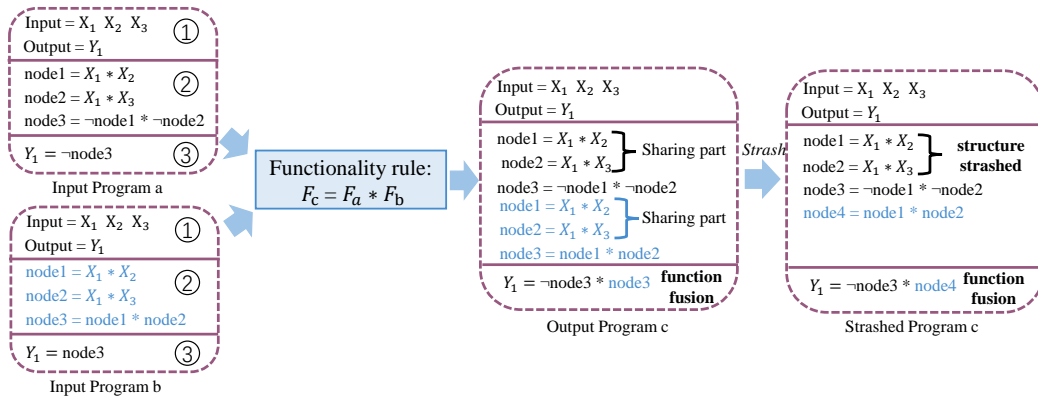 Input = X₁ X₂ X₃ ①
Output = Y₁
node1 = X₁ * X₂ ②
node2 = X₁ * X₃
node3 = ¬node1 * ¬node2
Y₁ = ¬node3 ③
Input Program a
Input = X₁ X₂ X₃ ①
Output = Y₁
node1 = X₁ * X₂ ②
node2 = X₁ * X₃
node3 = node1 * node2
Y₁ = node3 ③
Input Program b
Functionality rule:
F_c = F_a * F_b
Input = X₁ X₂ X₃
Output = Y₁
node1 = X₁ * X₂
node2 = X₁ * X₃
Sharing part
node3 = ¬node1 * ¬node2
node1 = X₁ * X₂
node2 = X₁ * X₃
Sharing part
node3 = node1 * node2
Y₁ = ¬node3 * node3 function
fusion
Output Program c
Strash
Input = X₁ X₂ X₃
Output = Y₁
node1 = X₁ * X₂
node2 = X₁ * X₃
structure
strashed
node3 = ¬node1 * ¬node2
node4 = node1 * node2
Y₁ = ¬node3 * node4 function
fusion
Strashed Program c